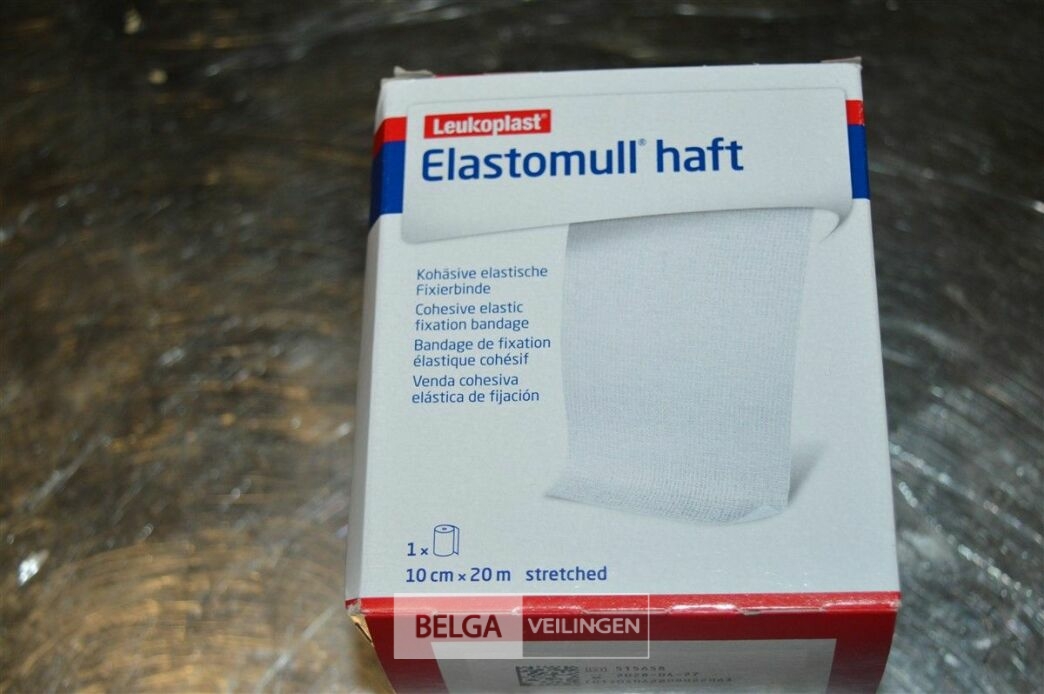 Leukoplast®
Elastomull® haft
Kohäsive elastische
Fixierbinde
Cohesive elastic
fixation bandage
Bandage de fixation
élastique cohésif
Venda cohesiva
elástica de fijación
1 x
10 cm x 20 m stretched
BELGA VEILINGEN